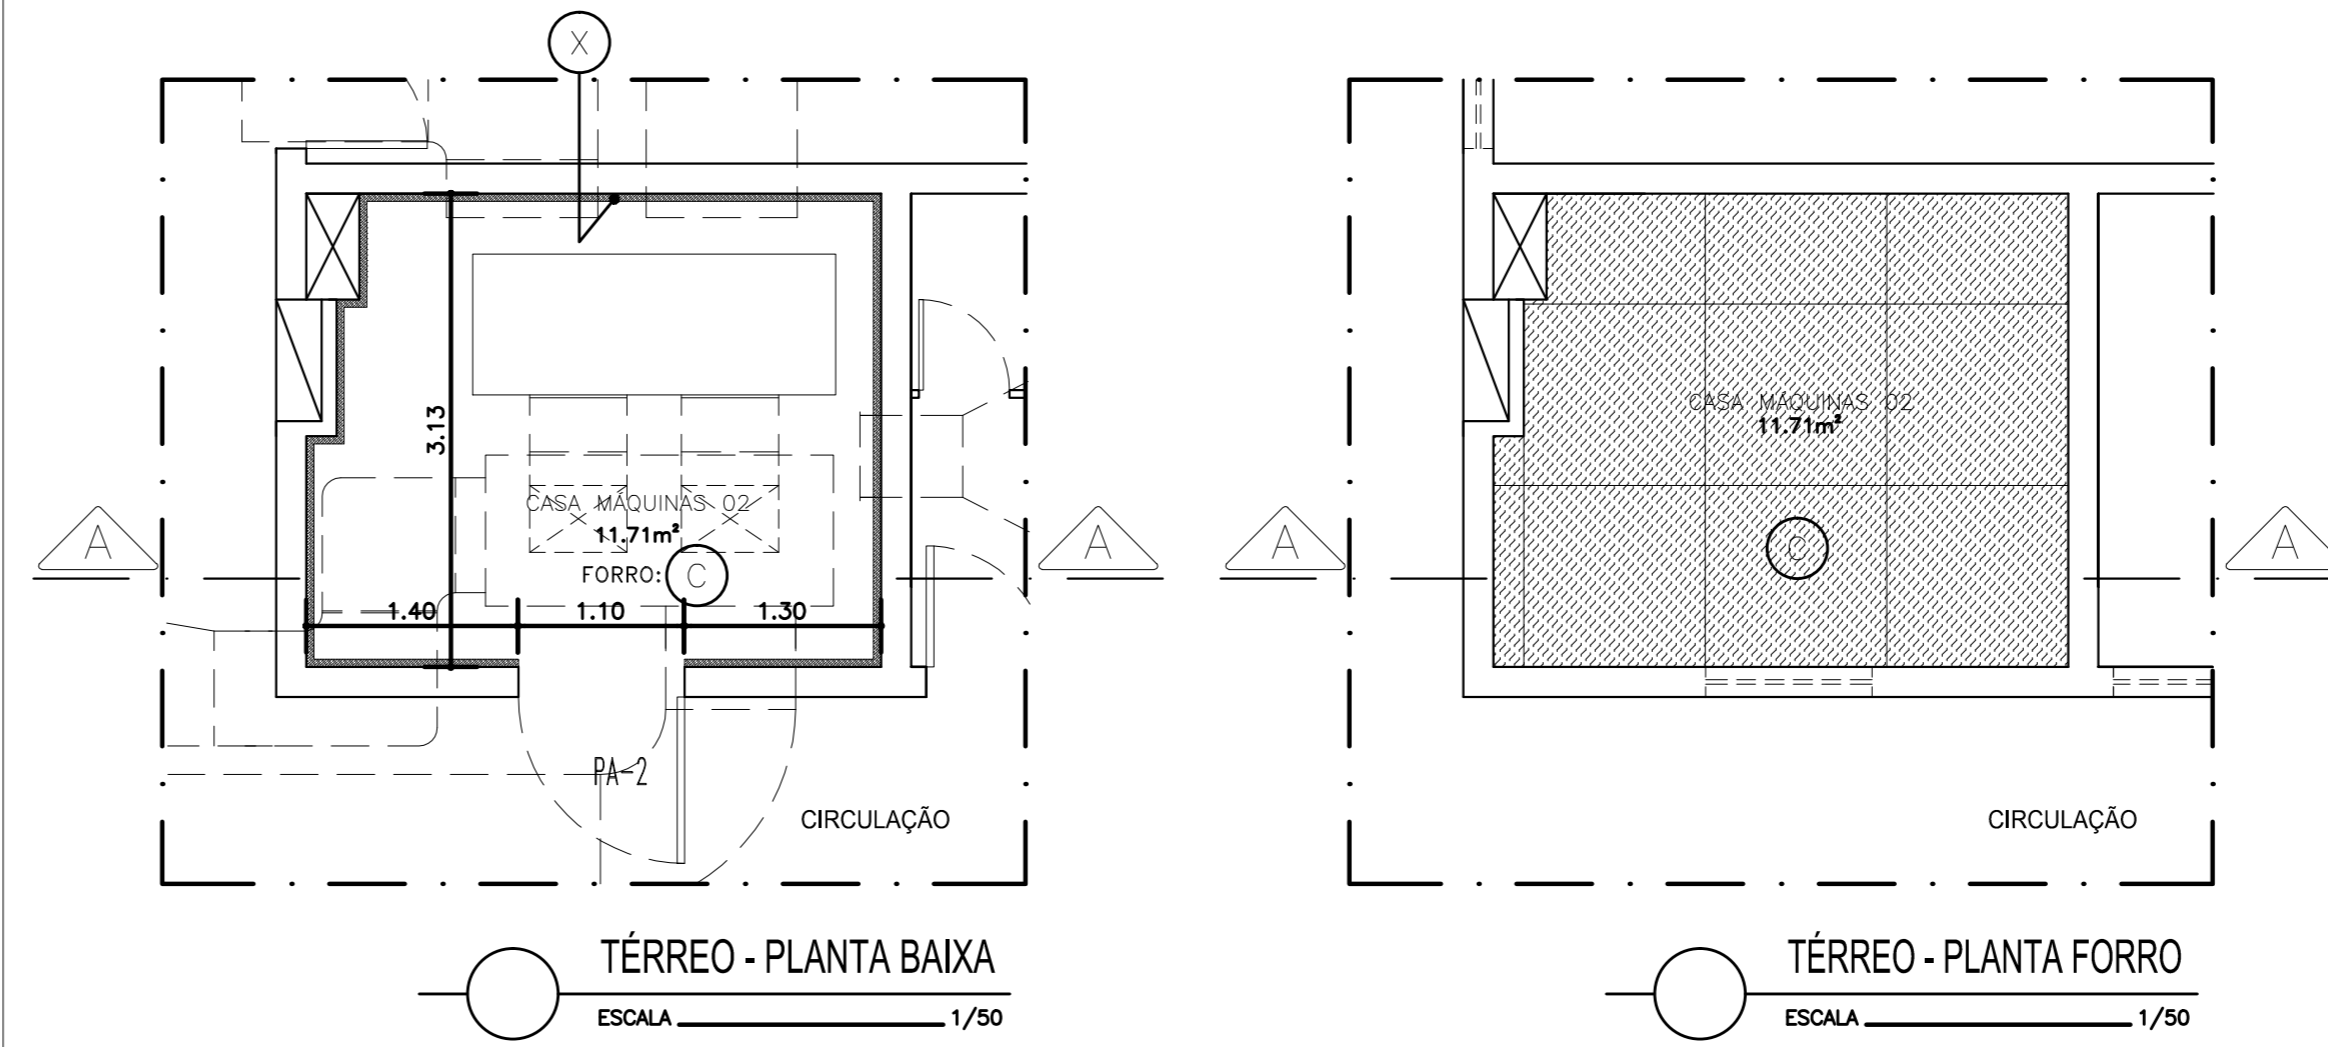 X
3.13
CASA MÁQUINAS 02
11.71m²
FORRO: C
1.40 1.10 1.30
A A
PA-2
CIRCULAÇÃO
TÉRREO - PLANTA BAIXA
ESCALA 1/50
CASA MÁQUINAS 02
11.71m²
C
A A
CIRCULAÇÃO
TÉRREO - PLANTA FORRO
ESCALA 1/50